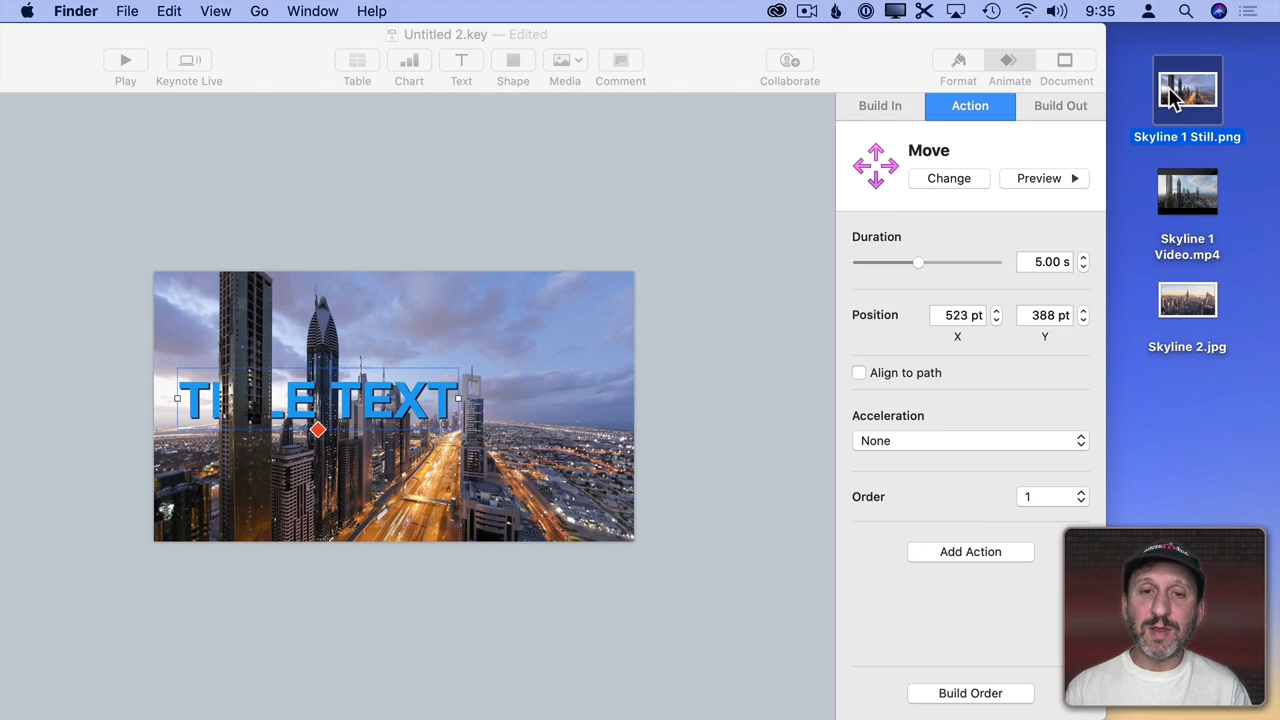 Finder File Edit View Go Window Help 9:35
Untitled 2.key — Edited
Play Keynote Live Table Chart Text Shape Media Comment Collaborate Format Animate Document
Build In Action Build Out
Move
Change Preview
Duration
5.00 s
Position 523 pt 388 pt
X Y
Align to path
Acceleration
None
Order 1
Add Action
Build Order
TITLE TEXT
Skyline 1 Still.png
Skyline 1
Video.mp4
Skyline 2.jpg